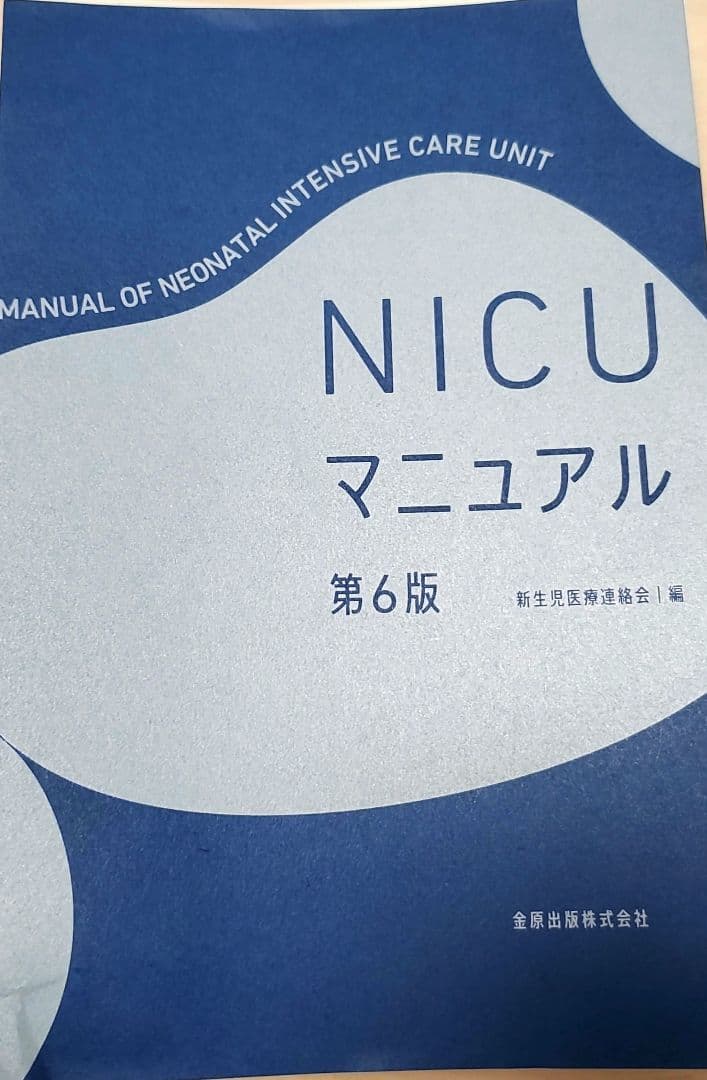 MANUAL OF NEONATAL INTENSIVE CARE UNIT
NICU
マニュアル
第6版
新生児医療連絡会|編
金原出版株式会社